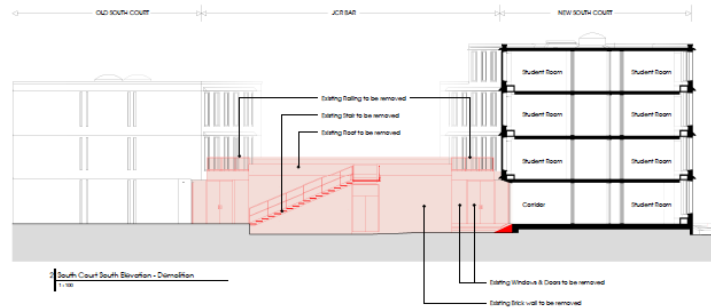 OLD SOUTH COURT
JCR BAR
NEW SOUTH COURT
Student Room
Student Room
Existing Railing to be removed
Existing Stair to be removed
Student Room
Student Room
Existing Roof to be removed
Student Room
Student Room
Corridor
Student Room
2 South Court South Elevation - Demolition
1 : 100
Existing Windows & Doors to be removed
Existing Brick wall to be removed